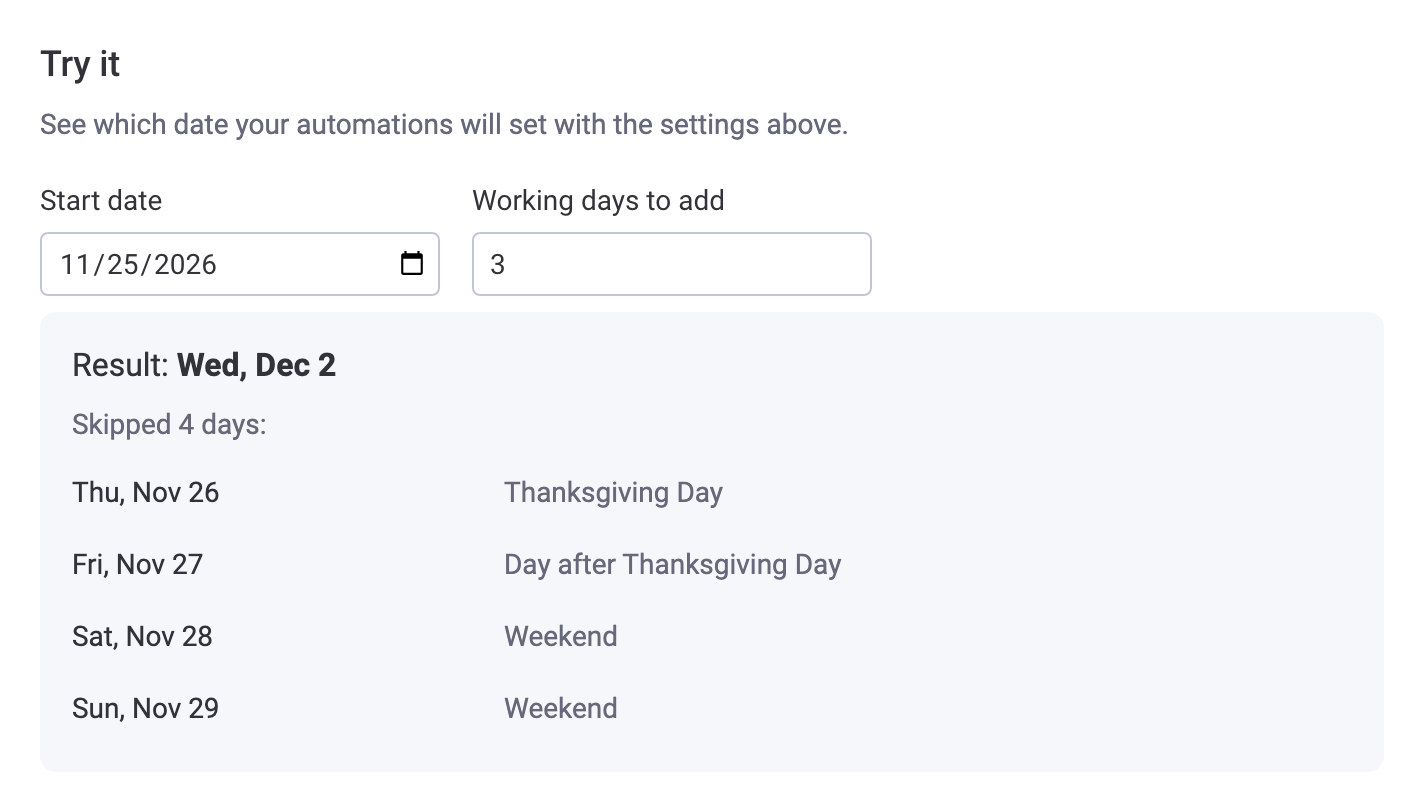 Try it
See which date your automations will set with the settings above.
Start date Working days to add
11/25/2026 3
Result: Wed, Dec 2
Skipped 4 days:
Thu, Nov 26 Thanksgiving Day
Fri, Nov 27 Day after Thanksgiving Day
Sat, Nov 28 Weekend
Sun, Nov 29 Weekend